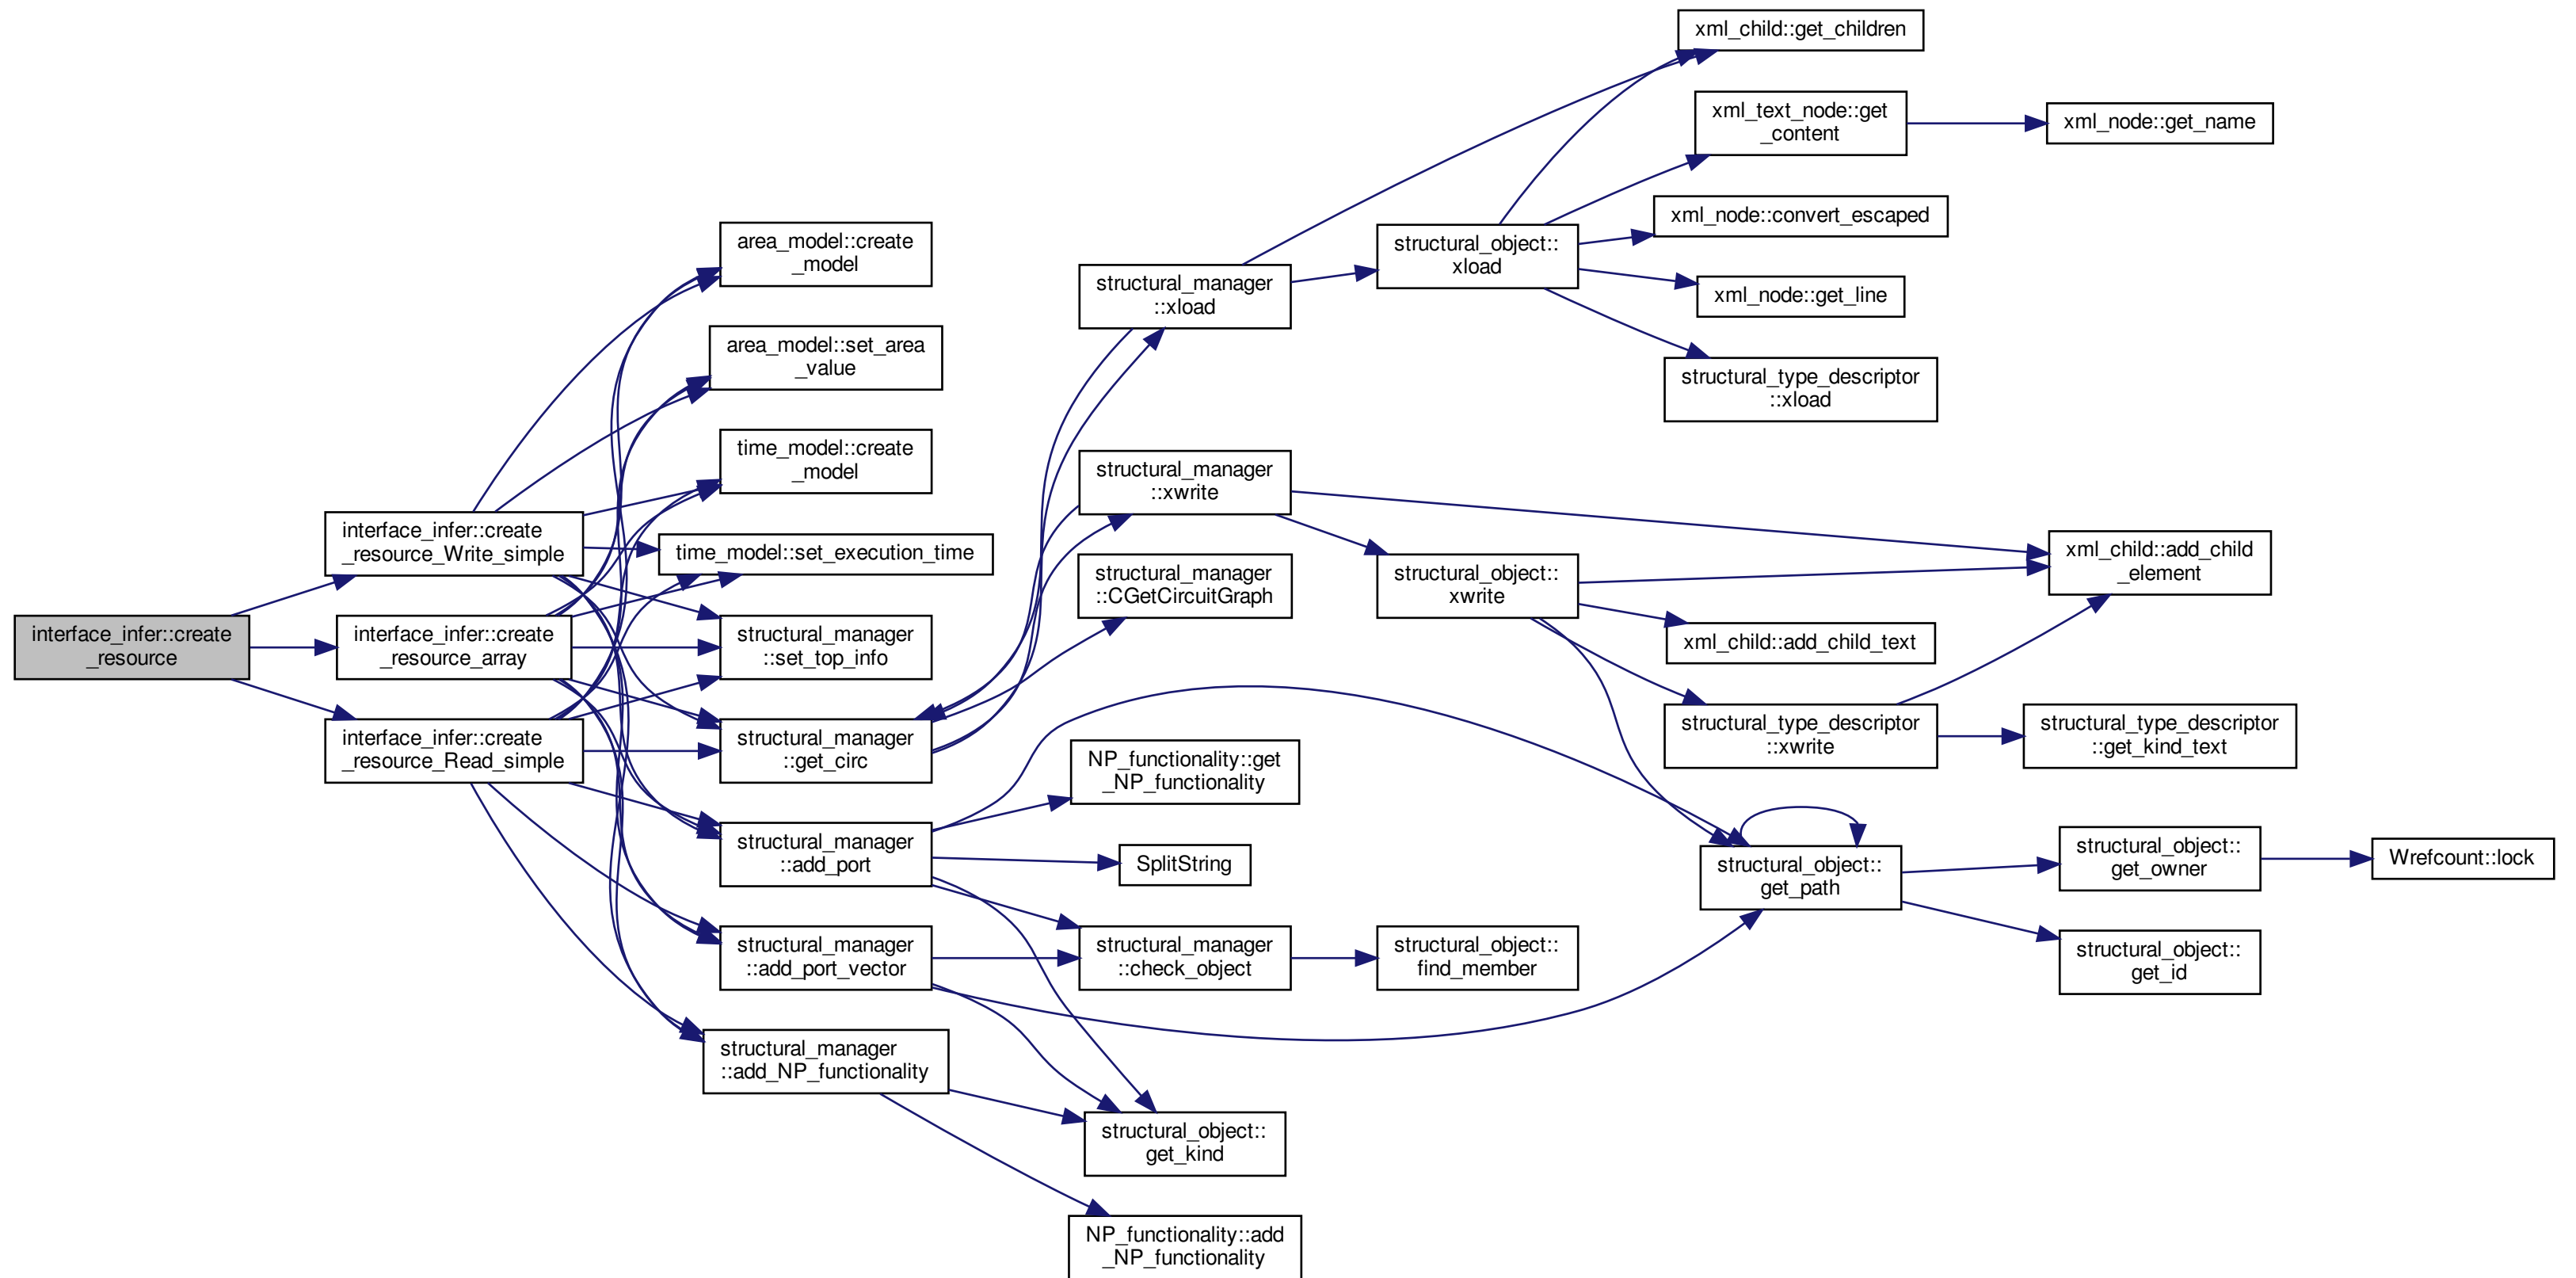 xml_child::get_children
xml_text_node::get
_content
xml_node::get_name
xml_node::convert_escaped
structural_object::
xload
xml_node::get_line
structural_type_descriptor
::xload
structural_manager
::xload
area_model::create
_model
area_model::set_area
_value
time_model::create
_model
time_model::set_execution_time
structural_manager
::xwrite
structural_manager
::CGetCircuitGraph
structural_object::
xwrite
xml_child::add_child
_element
xml_child::add_child_text
structural_type_descriptor
::xwrite
structural_type_descriptor
::get_kind_text
interface_infer::create
_resource
interface_infer::create
_resource_Write_simple
interface_infer::create
_resource_array
interface_infer::create
_resource_Read_simple
structural_manager
::set_top_info
structural_manager
::get_circ
structural_manager
::add_port
structural_manager
::add_port_vector
structural_manager
::add_NP_functionality
NP_functionality::get
_NP_functionality
SplitString
structural_manager
::check_object
structural_object::
find_member
structural_object::
get_path
structural_object::
get_owner
Wrefcount::lock
structural_object::
get_id
structural_object::
get_kind
NP_functionality::add
_NP_functionality